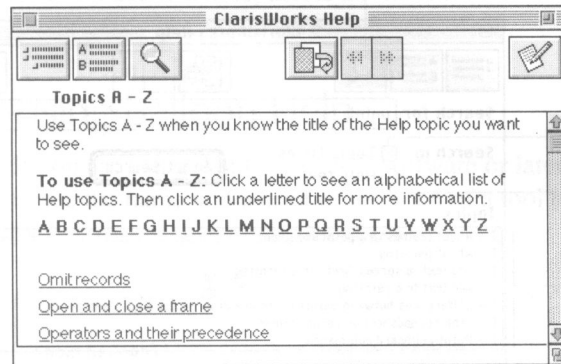 ClarisWorks Help
A
B
Topics A - Z
Use Topics A - Z when you know the title of the Help topic you want
to see.
To use Topics A - Z: Click a letter to see an alphabetical list of
Help topics. Then click an underlined title for more information.
A B C D E F G H I J K L M N O P Q R S T U V W X Y Z
Omit records
Open and close a frame
Operators and their precedence